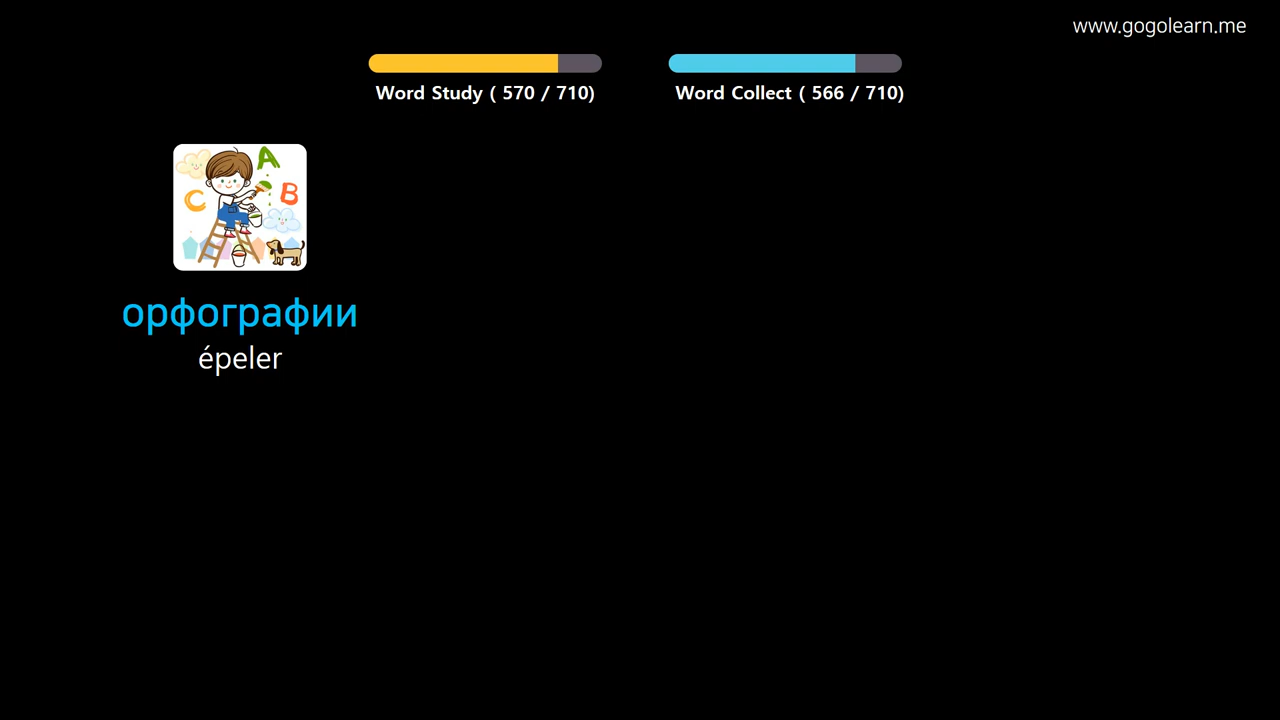 www.gogolearn.me
Word Study ( 570 / 710)
Word Collect ( 566 / 710)
A
B
C
орфографии
épeler